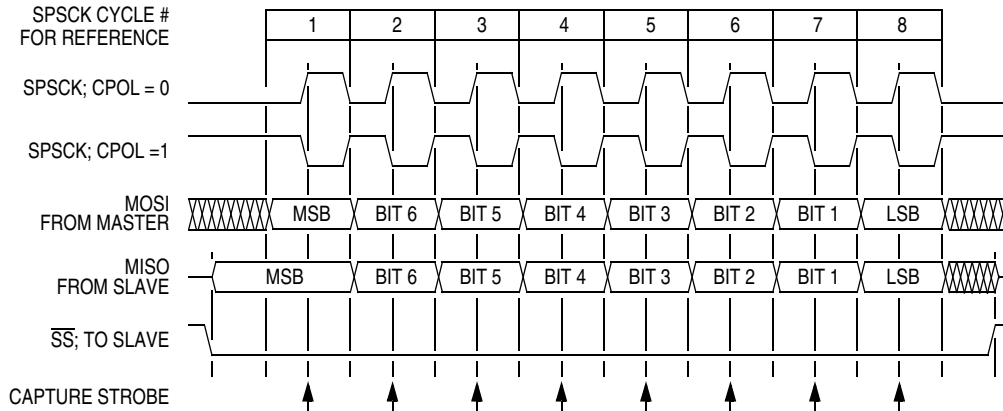 SPSCK CYCLE #
FOR REFERENCE
1 2 3 4 5 6 7 8
SPSCK; CPOL = 0
SPSCK; CPOL =1
MOSI
FROM MASTER
MSB BIT 6 BIT 5 BIT 4 BIT 3 BIT 2 BIT 1 LSB
MISO
FROM SLAVE
MSB BIT 6 BIT 5 BIT 4 BIT 3 BIT 2 BIT 1 LSB
S̅S̅; TO SLAVE
CAPTURE STROBE